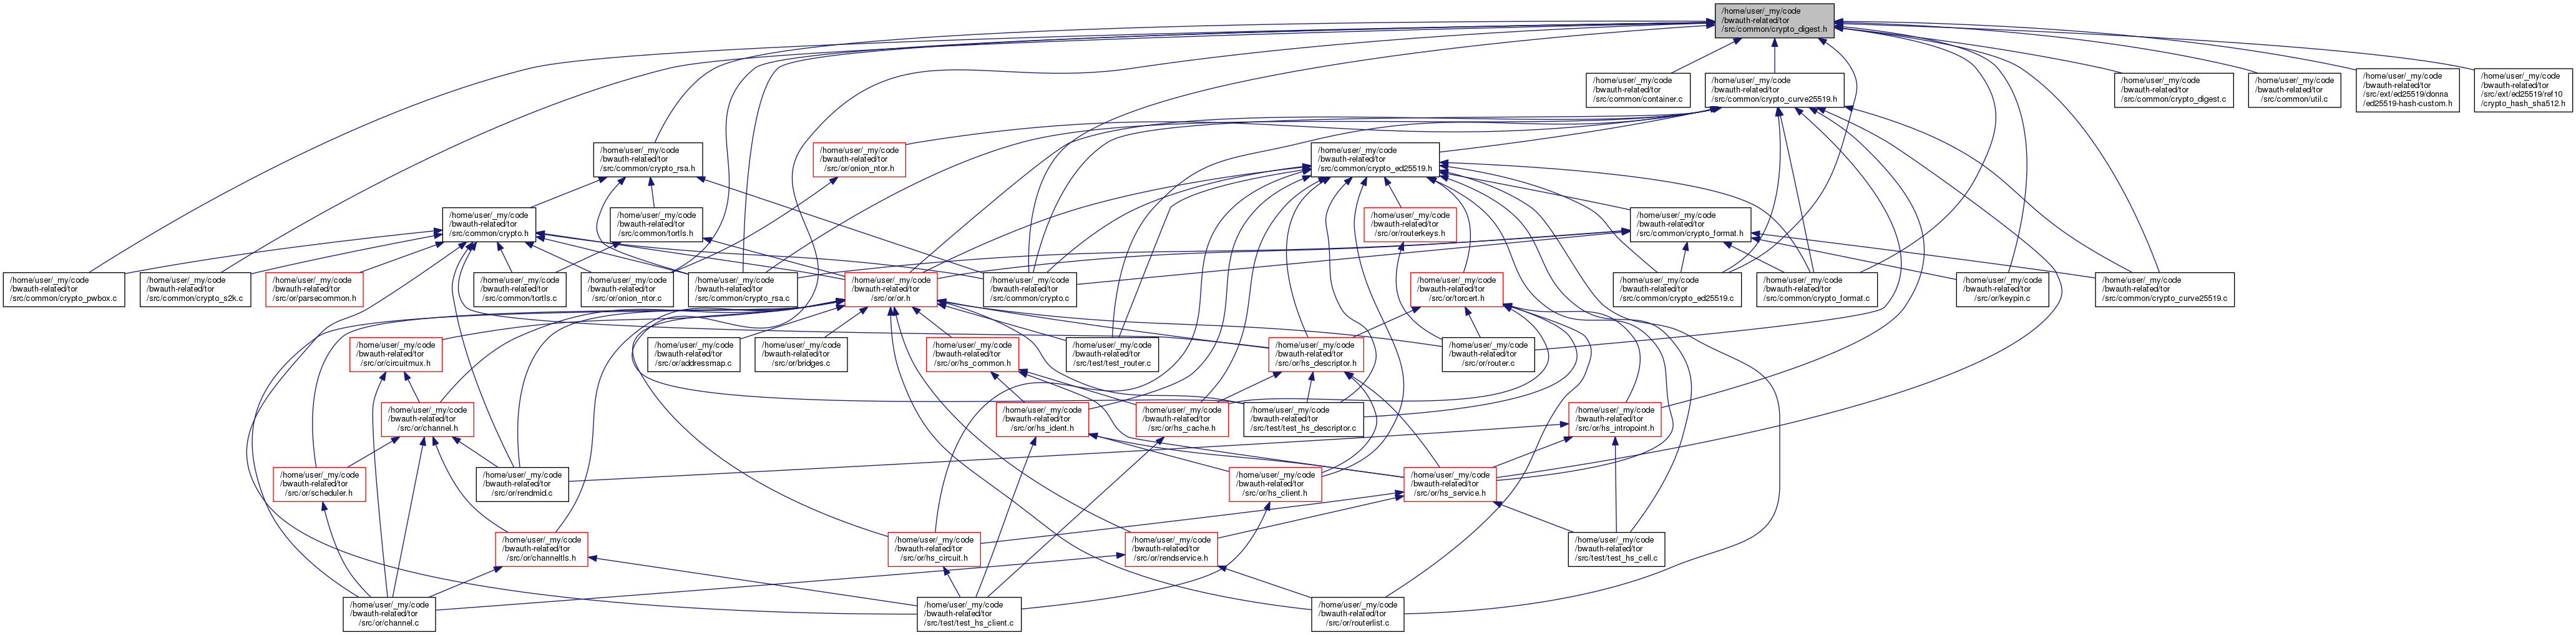 /home/user/_my/code
/bwauth-related/tor
/src/common/crypto_digest.h
/home/user/_my/code
/bwauth-related/tor
/src/common/container.c
/home/user/_my/code
/bwauth-related/tor
/src/common/crypto_curve25519.h
/home/user/_my/code
/bwauth-related/tor
/src/common/crypto_digest.c
/home/user/_my/code
/bwauth-related/tor
/src/common/util.c
/home/user/_my/code
/bwauth-related/tor
/src/ext/ed25519/donna
/ed25519-hash-custom.h
/home/user/_my/code
/bwauth-related/tor
/src/ext/ed25519/ref10
/crypto_hash_sha512.h
/home/user/_my/code
/bwauth-related/tor
/src/common/crypto_rsa.h
/home/user/_my/code
/bwauth-related/tor
/src/or/onion_ntor.h
/home/user/_my/code
/bwauth-related/tor
/src/common/crypto_ed25519.h
/home/user/_my/code
/bwauth-related/tor
/src/common/crypto.h
/home/user/_my/code
/bwauth-related/tor
/src/common/tortls.h
/home/user/_my/code
/bwauth-related/tor
/src/or/routerkeys.h
/home/user/_my/code
/bwauth-related/tor
/src/common/crypto_format.h
/home/user/_my/code
/bwauth-related/tor
/src/common/crypto_pwbox.c
/home/user/_my/code
/bwauth-related/tor
/src/common/crypto_s2k.c
/home/user/_my/code
/bwauth-related/tor
/src/or/parsecommon.h
/home/user/_my/code
/bwauth-related/tor
/src/common/tortls.c
/home/user/_my/code
/bwauth-related/tor
/src/or/onion_ntor.c
/home/user/_my/code
/bwauth-related/tor
/src/common/crypto_rsa.c
/home/user/_my/code
/bwauth-related/tor
/src/or/or.h
/home/user/_my/code
/bwauth-related/tor
/src/common/crypto.c
/home/user/_my/code
/bwauth-related/tor
/src/or/torcert.h
/home/user/_my/code
/bwauth-related/tor
/src/common/crypto_ed25519.c
/home/user/_my/code
/bwauth-related/tor
/src/common/crypto_format.c
/home/user/_my/code
/bwauth-related/tor
/src/or/keypin.c
/home/user/_my/code
/bwauth-related/tor
/src/common/crypto_curve25519.c
/home/user/_my/code
/bwauth-related/tor
/src/or/circuitmux.h
/home/user/_my/code
/bwauth-related/tor
/src/or/addressmap.c
/home/user/_my/code
/bwauth-related/tor
/src/or/bridges.c
/home/user/_my/code
/bwauth-related/tor
/src/or/hs_common.h
/home/user/_my/code
/bwauth-related/tor
/src/test/test_router.c
/home/user/_my/code
/bwauth-related/tor
/src/or/hs_descriptor.h
/home/user/_my/code
/bwauth-related/tor
/src/or/router.c
/home/user/_my/code
/bwauth-related/tor
/src/or/channel.h
/home/user/_my/code
/bwauth-related/tor
/src/or/hs_ident.h
/home/user/_my/code
/bwauth-related/tor
/src/or/hs_cache.h
/home/user/_my/code
/bwauth-related/tor
/src/test/test_hs_descriptor.c
/home/user/_my/code
/bwauth-related/tor
/src/or/hs_intropoint.h
/home/user/_my/code
/bwauth-related/tor
/src/or/scheduler.h
/home/user/_my/code
/bwauth-related/tor
/src/or/rendmid.c
/home/user/_my/code
/bwauth-related/tor
/src/or/hs_client.h
/home/user/_my/code
/bwauth-related/tor
/src/or/hs_service.h
/home/user/_my/code
/bwauth-related/tor
/src/or/channeltls.h
/home/user/_my/code
/bwauth-related/tor
/src/or/hs_circuit.h
/home/user/_my/code
/bwauth-related/tor
/src/or/rendservice.h
/home/user/_my/code
/bwauth-related/tor
/src/test/test_hs_cell.c
/home/user/_my/code
/bwauth-related/tor
/src/or/channel.c
/home/user/_my/code
/bwauth-related/tor
/src/test/test_hs_client.c
/home/user/_my/code
/bwauth-related/tor
/src/or/routerlist.c